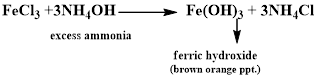 FeCl₃ +3NH₄OH ⟶ Fe(OH)₃ + 3NH₄Cl
excess ammonia
ferric hydroxide
(brown orange ppt.)